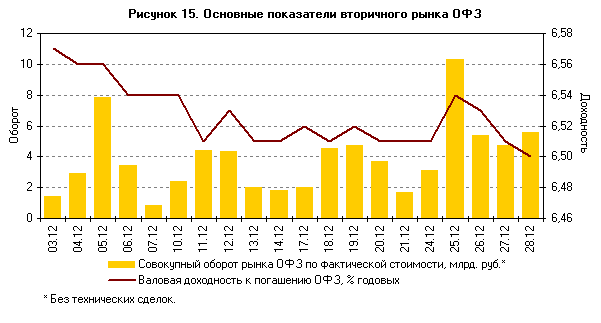 Рисунок 15. Основные показатели вторичного рынка ОФЗ
12 6,58
10 6,56
8 6,54
6 6,52
4 6,50
2 6,48
0 6,46
Оборот
Доходность
03.12 04.12 05.12 06.12 07.12 10.12 11.12 12.12 13.12 14.12 17.12 18.12 19.12 20.12 21.12 24.12 25.12 26.12 27.12 28.12
Совокупный оборот рынка ОФЗ по фактической стоимости, млрд. руб.*
Валовая доходность к погашению ОФЗ, % годовых
* Без технических сделок.